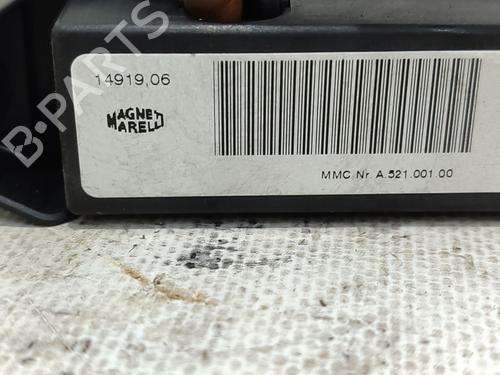 14919,06
MAGNETI
MARELLI
MMC Nr. A.521.001.00
B-PARTS